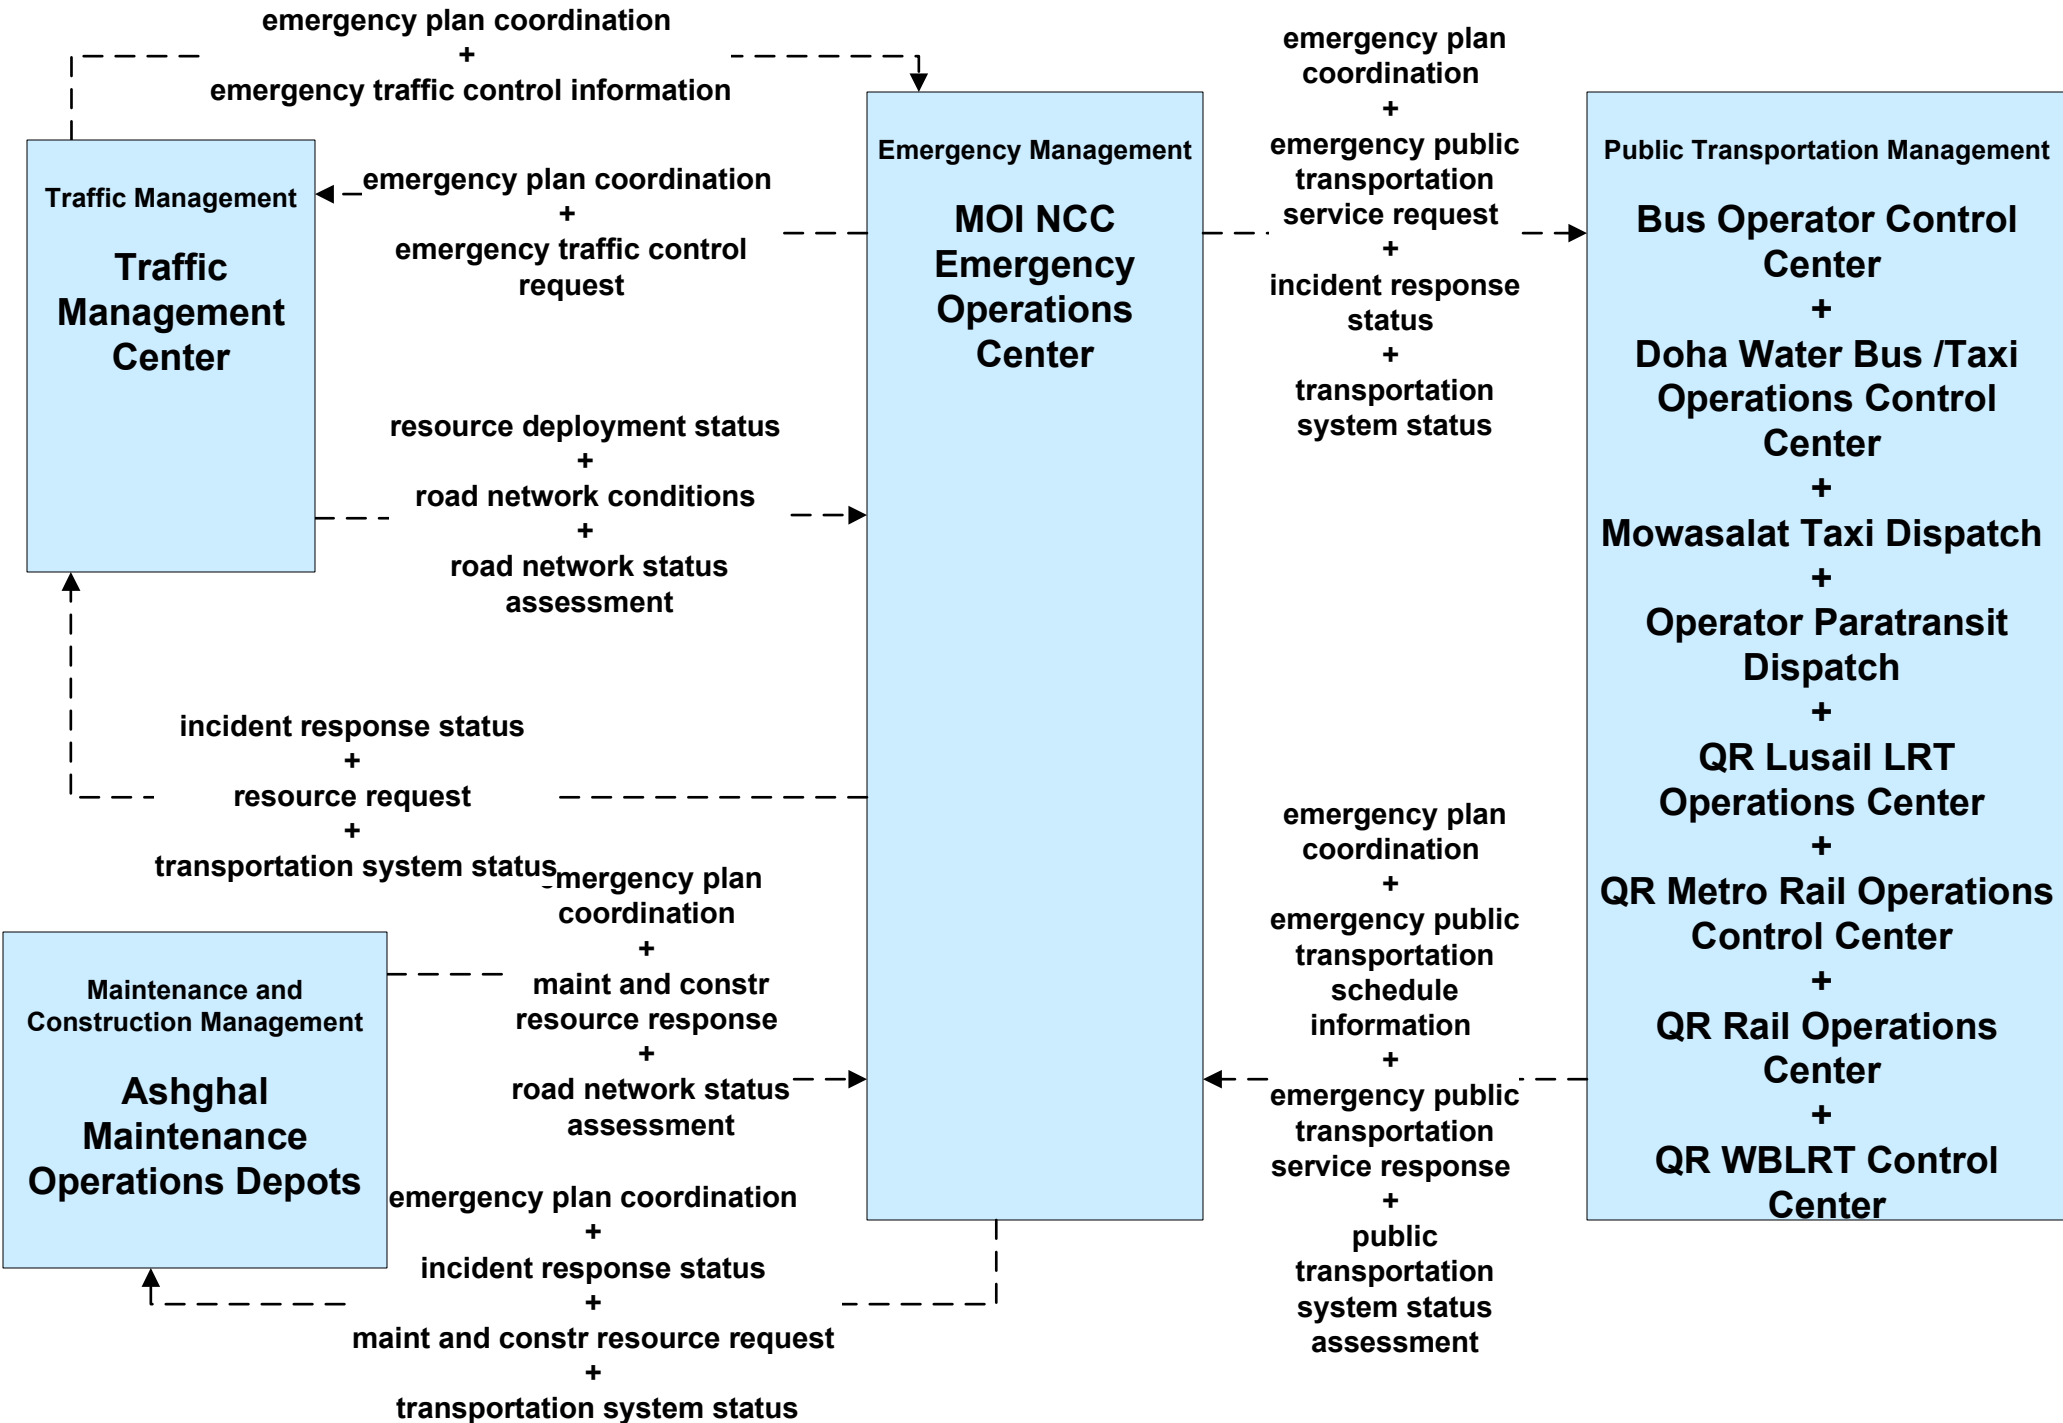 emergency plan coordination
+
emergency traffic control information
Traffic Management
Traffic
Management
Center
emergency plan coordination
+
emergency traffic control
request
resource deployment status
+
road network conditions
+
road network status
assessment
incident response status
+
resource request
+
transportation system status
Maintenance and
Construction Management
Ashghal
Maintenance
Operations Depots
mergency plan
coordination
+
maint and constr
resource response
+
road network status
assessment
emergency plan coordination
+
incident response status
+
maint and constr resource request
+
transportation system status
Emergency Management
MOI NCC
Emergency
Operations
Center
emergency plan
coordination
+
emergency public
transportation
service request
+
incident response
status
+
transportation
system status
emergency plan
coordination
+
emergency public
transportation
schedule
information
+
emergency public
transportation
service response
+
public
transportation
system status
assessment
Public Transportation Management
Bus Operator Control
Center
+
Doha Water Bus /Taxi
Operations Control
Center
+
Mowasalat Taxi Dispatch
+
Operator Paratransit
Dispatch
+
QR Lusail LRT
Operations Center
+
QR Metro Rail Operations
Control Center
+
QR Rail Operations
Center
+
QR WBLRT Control
Center